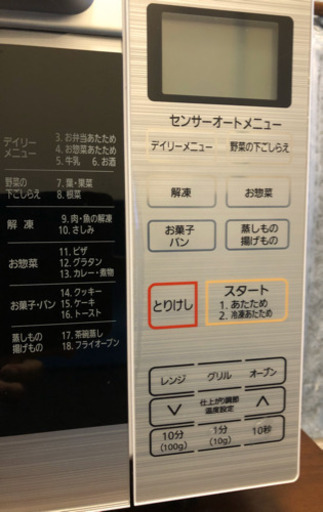 デイリー
メニュー
3. お弁当あたため
4. お惣菜あたため
5. 牛乳 6. お酒
野菜の
下ごしらえ
7. 葉・果菜
8. 根菜
解凍
9. 肉・魚の解凍
10. さしみ
お惣菜
11. ピザ
12. グラタン
13. カレー・煮物
お菓子・パン
14. クッキー
15. ケーキ
16. トースト
蒸しもの
揚げもの
17. 茶碗蒸し
18. フライオーブン
センサーオートメニュー
デイリーメニュー 野菜の下ごしらえ
解凍 お惣菜
お菓子
パン
蒸しもの
揚げもの
とりけし
スタート
1. あたため
2. 冷凍あたため
レンジ グリル オーブン
仕上がり調節
温度設定
10分
(100g)
1分
(10g)
10秒